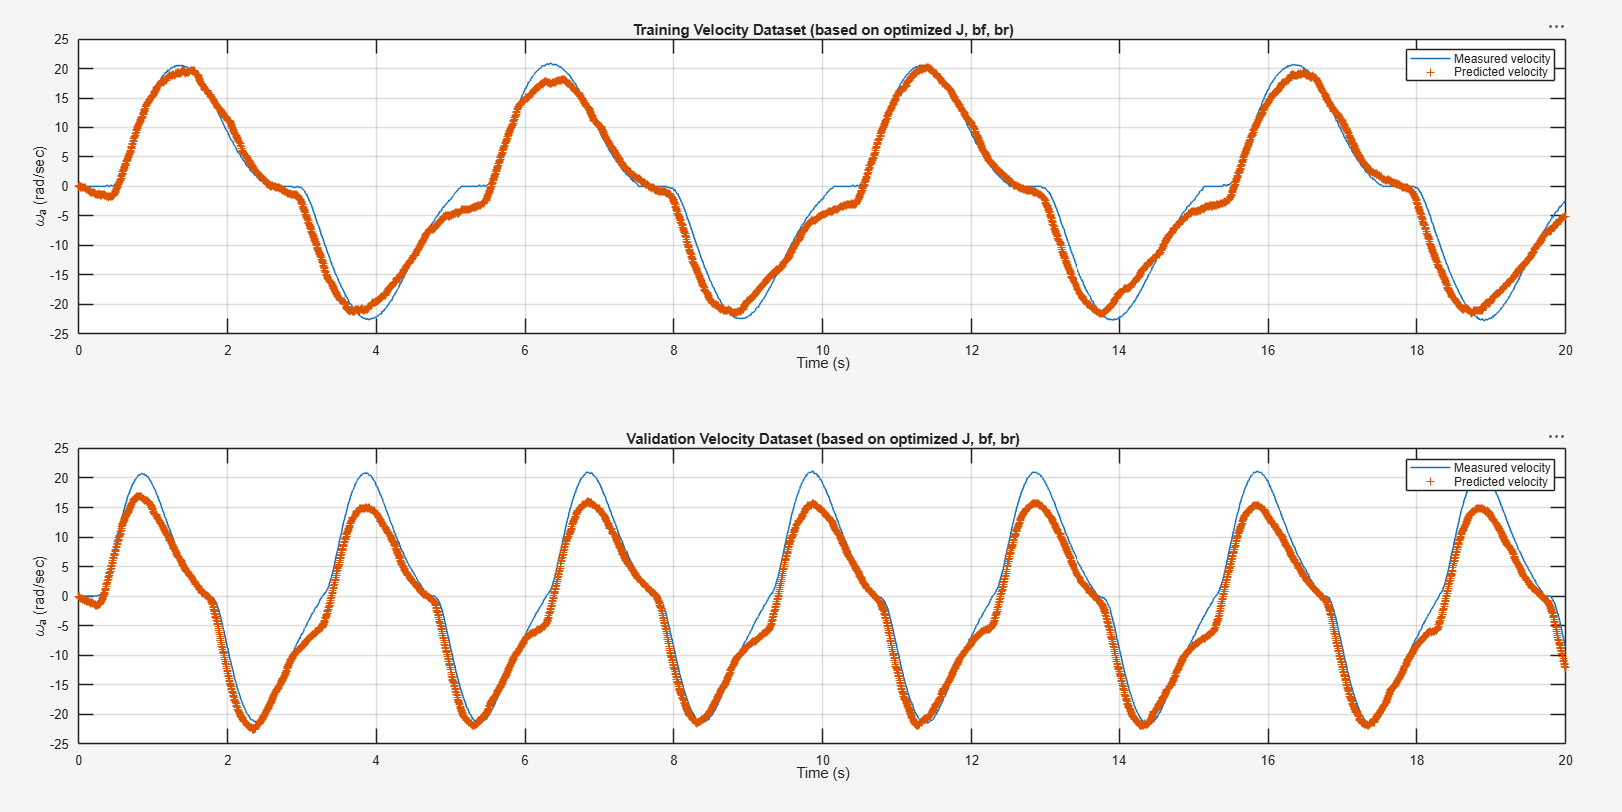 Training Velocity Dataset (based on optimized J, bf, br)
25
20
15
10
5
0
-5
-10
-15
-20
-25
ωa (rad/sec)
Measured velocity
Predicted velocity
0 2 4 6 8 10 12 14 16 18 20
Time (s)
Validation Velocity Dataset (based on optimized J, bf, br)
25
20
15
10
5
0
-5
-10
-15
-20
-25
ωa (rad/sec)
Measured velocity
Predicted velocity
0 2 4 6 8 10 12 14 16 18 20
Time (s)